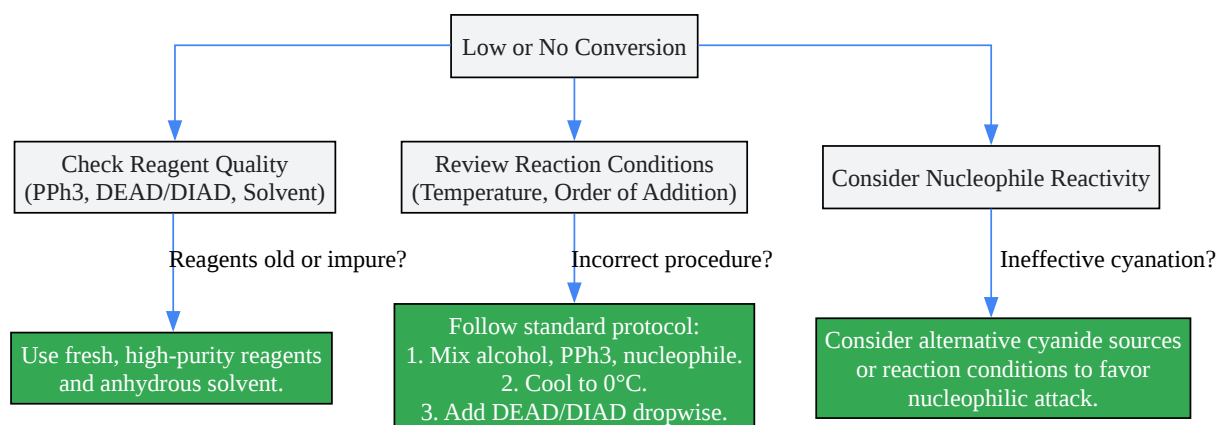 Low or No Conversion
Check Reagent Quality
(PPh3, DEAD/DIAD, Solvent)
Review Reaction Conditions
(Temperature, Order of Addition)
Consider Nucleophile Reactivity
Reagents old or impure?
Incorrect procedure?
Ineffective cyanation?
Use fresh, high-purity reagents
and anhydrous solvent.
Follow standard protocol:
1. Mix alcohol, PPh3, nucleophile.
2. Cool to 0°C.
3. Add DEAD/DIAD dropwise.
Consider alternative cyanide sources
or reaction conditions to favor
nucleophilic attack.